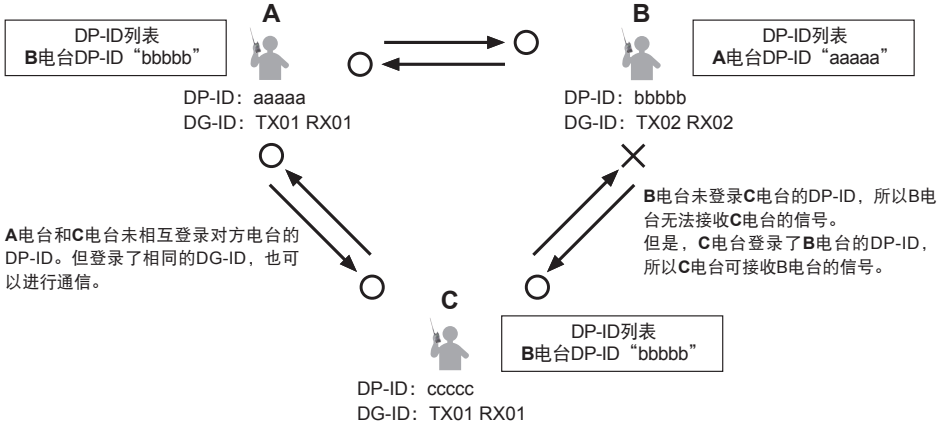 A
DP-ID列表
B电台DP-ID“bbbbb”
DP-ID：aaaaa
DG-ID：TX01 RX01
B
DP-ID列表
A电台DP-ID“aaaaa”
DP-ID：bbbbb
DG-ID：TX02 RX02
A电台和C电台未相互登录对方电台的
DP-ID。但登录了相同的DG-ID，也可
以进行通信。
B电台未登录C电台的DP-ID，所以B电
台无法接收C电台的信号。
但是，C电台登录了B电台的DP-ID，
所以C电台可接收B电台的信号。
C
DP-ID列表
B电台DP-ID“bbbbb”
DP-ID：ccccc
DG-ID：TX01 RX01